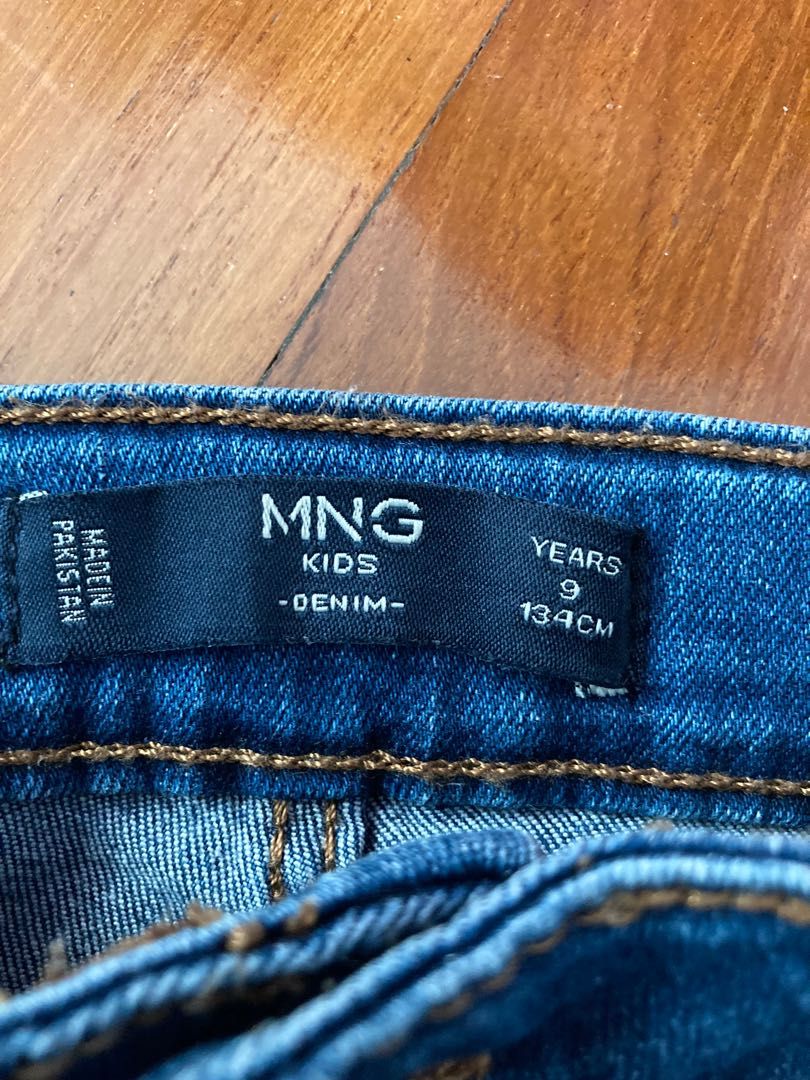 MADE IN
PAKISTAN
MNG
KIDS
-DENIM-
YEARS
9
134CM